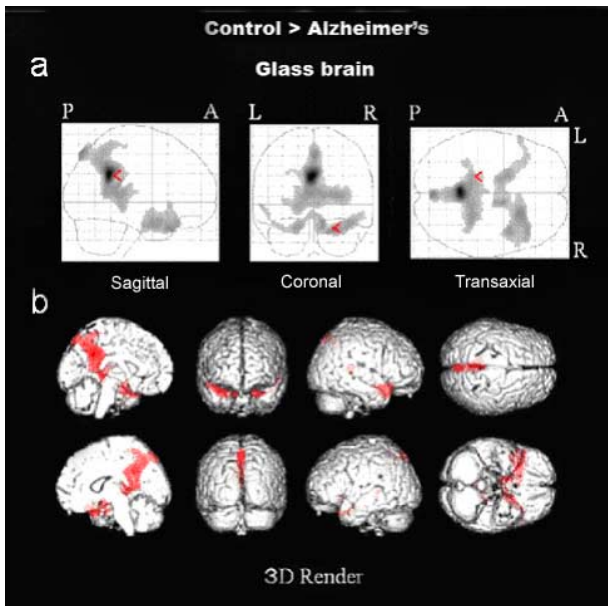 Control > Alzheimer's
a
Glass brain
P A L R P A
L
R
Sagittal Coronal Transaxial
b
3D Render